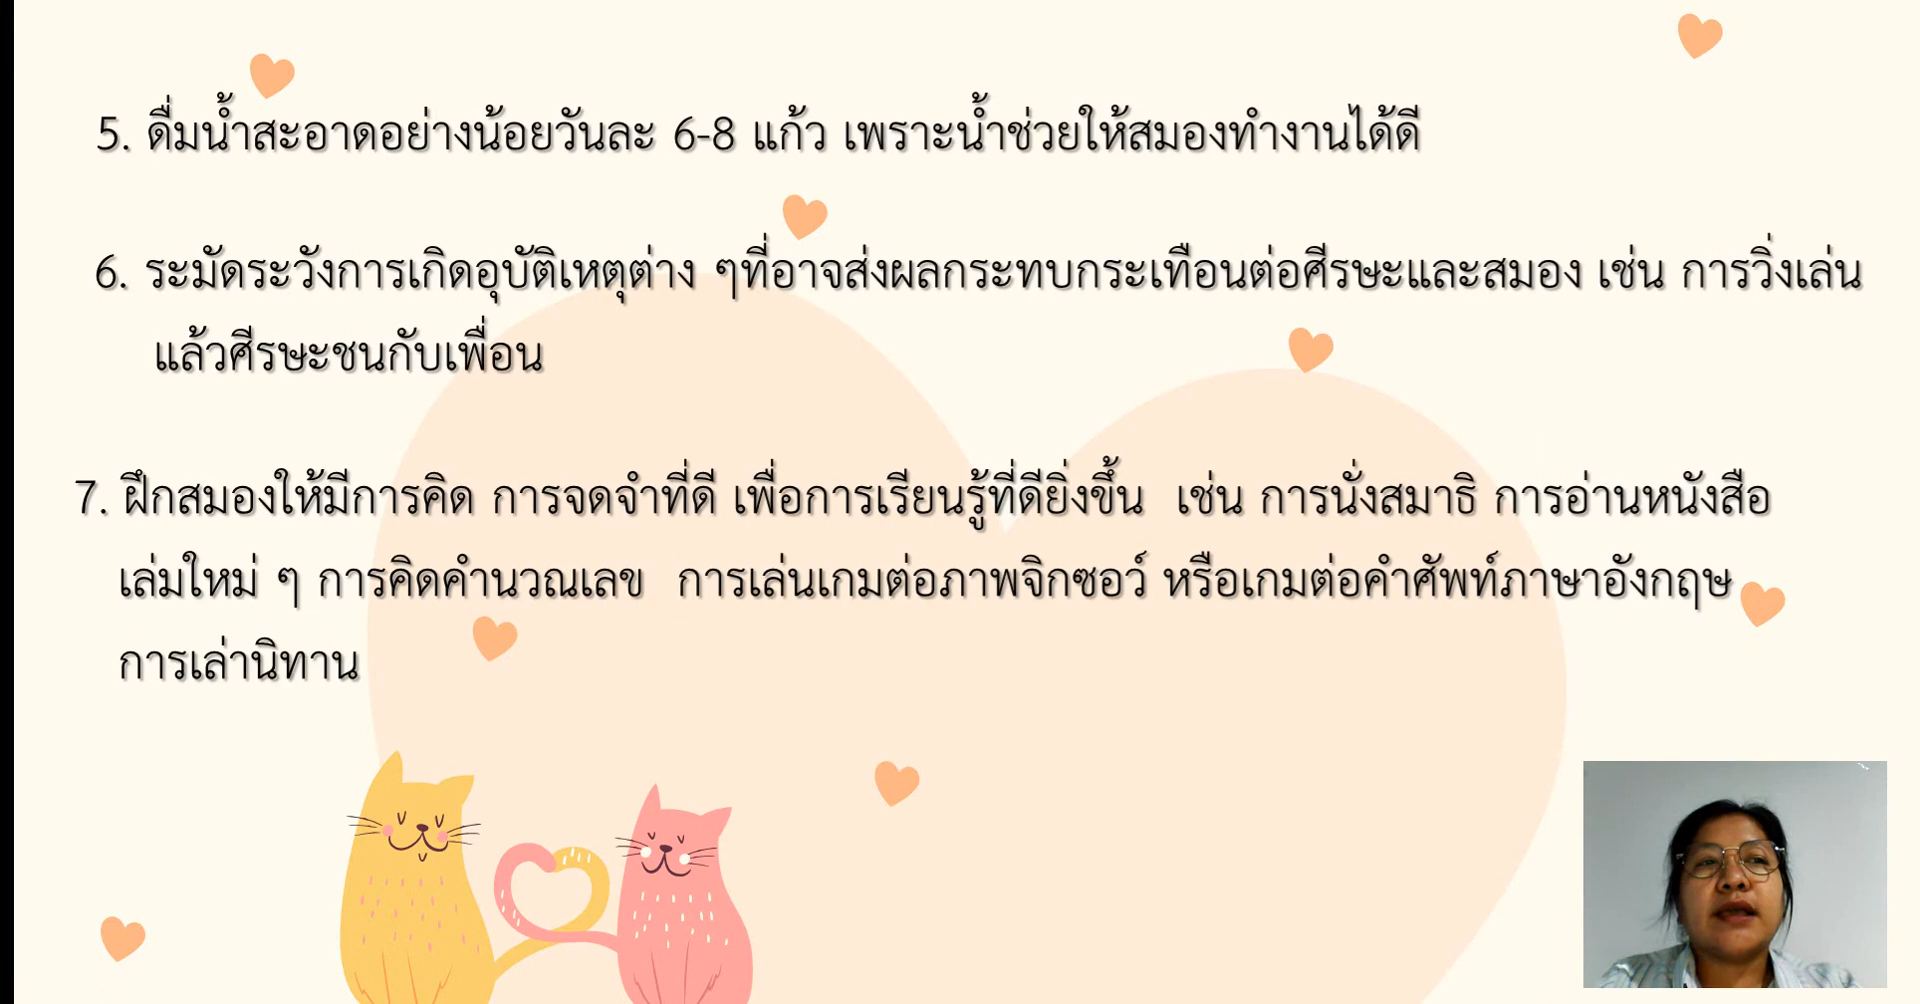 5. ดื่มน้ำสะอาดอย่างน้อยวันละ 6-8 แก้ว เพราะน้ำช่วยให้สมองทำงานได้ดี
6. ระมัดระวังการเกิดอุบัติเหตุต่าง ๆที่อาจส่งผลกระทบกระเทือนต่อศีรษะและสมอง เช่น การวิ่งเล่น
แล้วศีรษะชนกับเพื่อน
7. ฝึกสมองให้มีการคิด การจดจำที่ดี เพื่อการเรียนรู้ที่ดียิ่งขึ้น เช่น การนั่งสมาธิ การอ่านหนังสือ
เล่มใหม่ ๆ การคิดคำนวณเลข การเล่นเกมต่อภาพจิกซอว์ หรือเกมต่อคำศัพท์ภาษาอังกฤษ
การเล่านิทาน